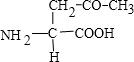 CH₂-CO-CH₃
NH₂ COOH
H